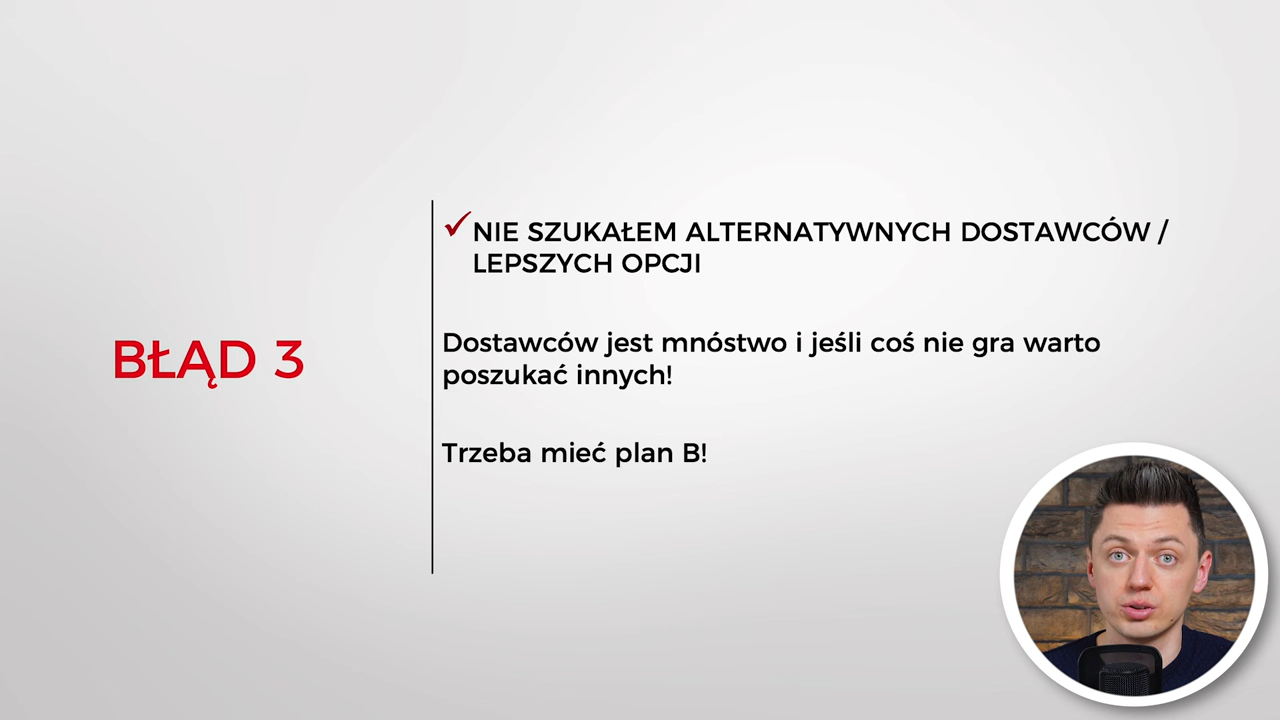 BŁĄD 3
NIE SZUKAŁEM ALTERNATYWNYCH DOSTAWCÓW /
LEPSZYCH OPCJI
Dostawców jest mnóstwo i jeśli coś nie gra warto
poszukać innych!
Trzeba mieć plan B!